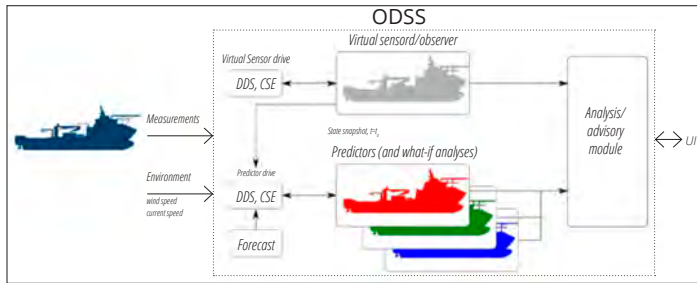 ODSS
Virtual sensord/observer
Virtual Sensor drive
DDS, CSE
Measurements
State snapshot, t=t
Analysis/
advisory
module
UI
Predictors (and what-if analyses)
Environment
wind speed
current speed
Predictor drive
DDS, CSE
Forecast